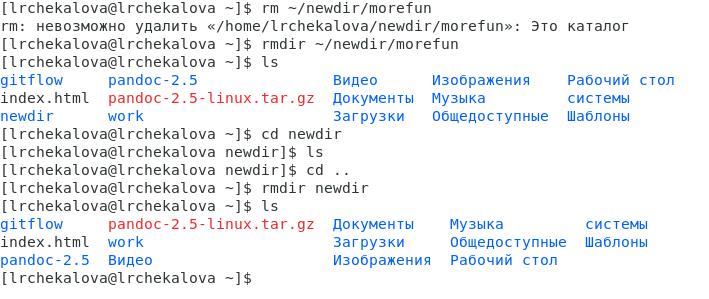 [lrchekalova@lrchekalova ~]$ rm ~/newdir/morefun
rm: невозможно удалить «/home/lrchekalova/newdir/morefun»: Это каталог
[lrchekalova@lrchekalova ~]$ rmdir ~/newdir/morefun
[lrchekalova@lrchekalova ~]$ ls
gitflow     pandoc-2.5               Видео      Изображения    Рабочий стол
index.html  pandoc-2.5-linux.tar.gz  Документы  Музыка         системы
newdir      work                     Загрузки   Общедоступные  Шаблоны
[lrchekalova@lrchekalova ~]$ cd newdir
[lrchekalova@lrchekalova newdir]$ ls
[lrchekalova@lrchekalova newdir]$ cd ..
[lrchekalova@lrchekalova ~]$ rmdir newdir
[lrchekalova@lrchekalova ~]$ ls
gitflow     pandoc-2.5-linux.tar.gz  Документы    Музыка         системы
index.html  work                     Загрузки     Общедоступные  Шаблоны
pandoc-2.5  Видео                    Изображения  Рабочий стол
[lrchekalova@lrchekalova ~]$